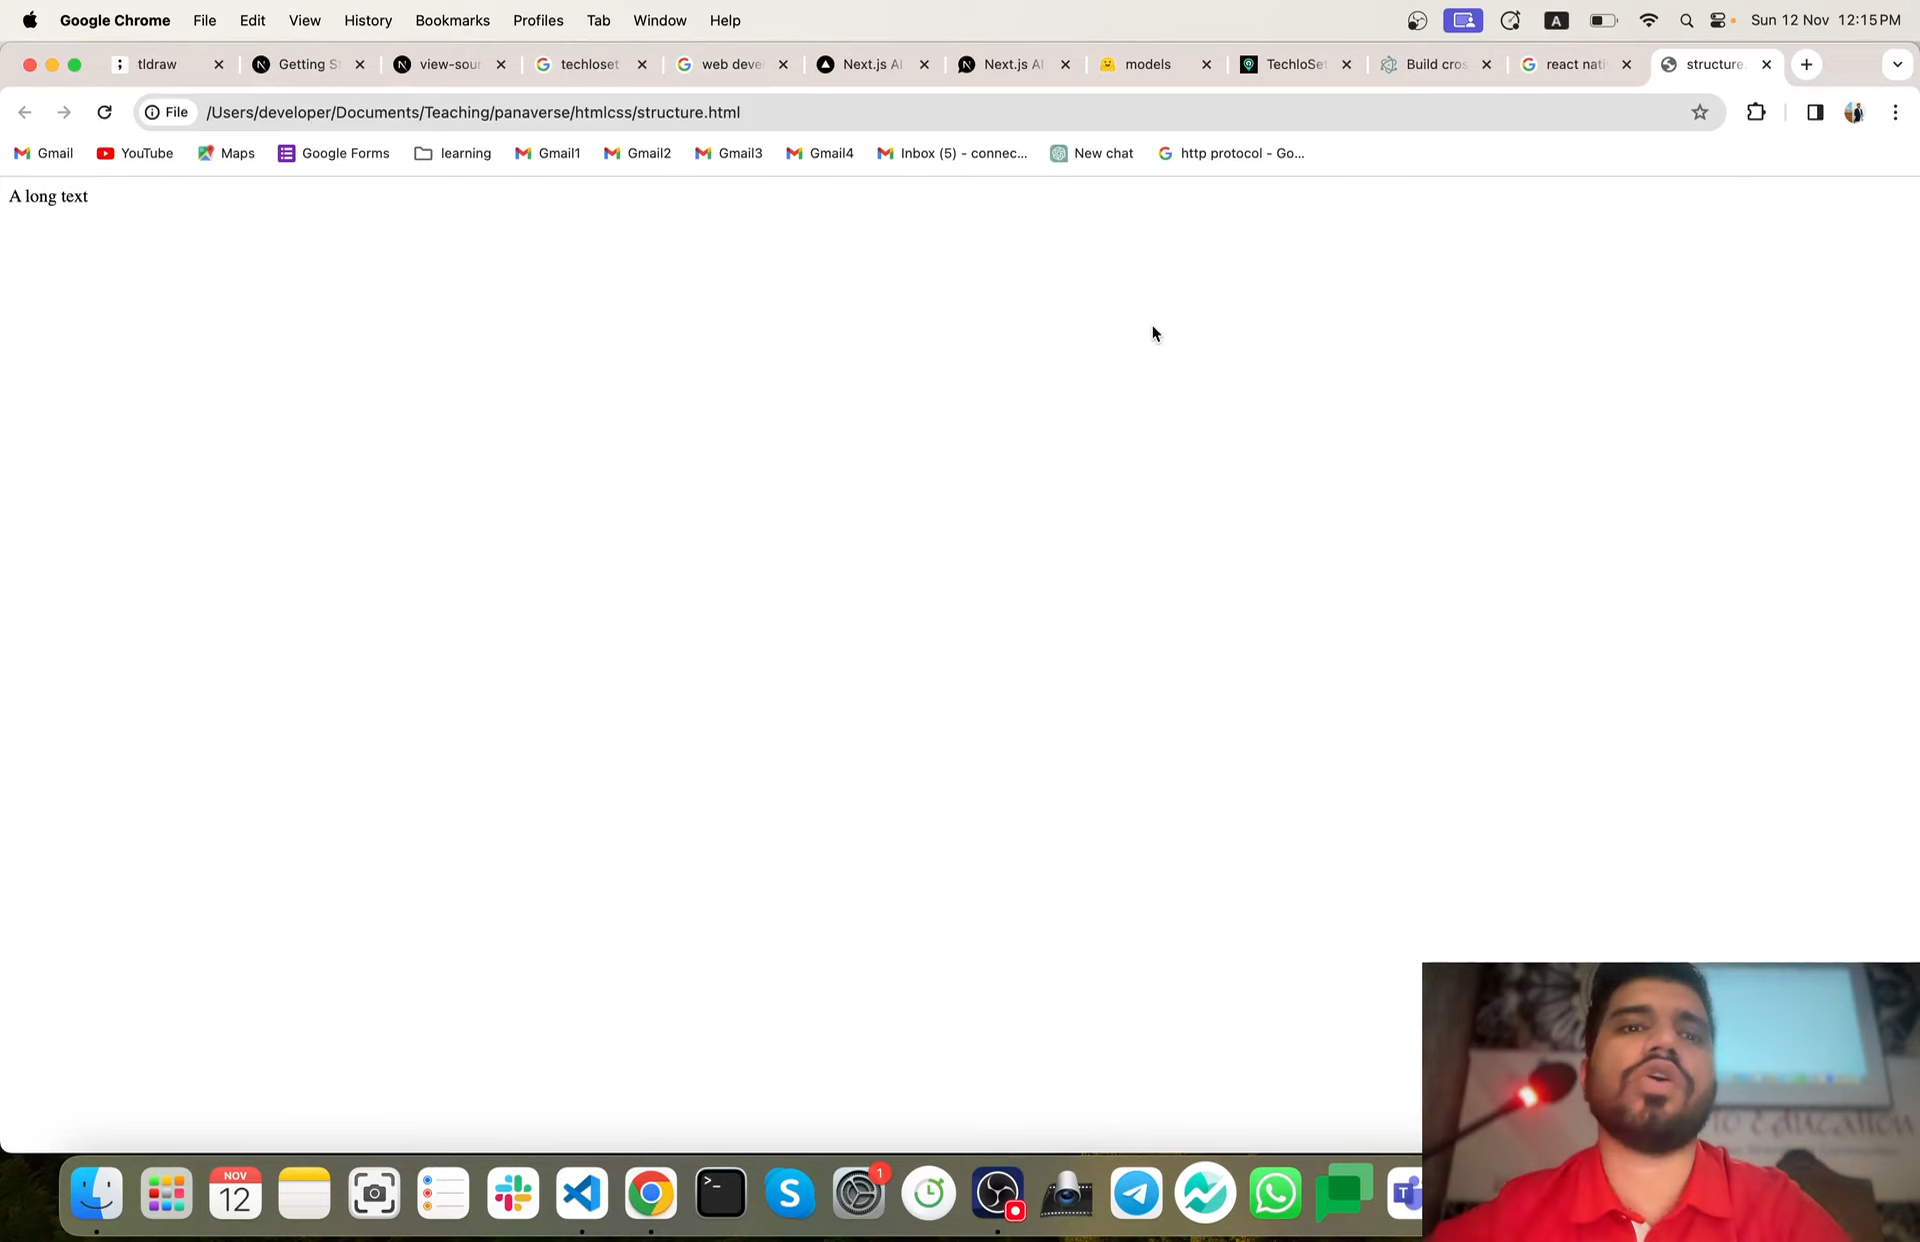 Google Chrome File Edit View History Bookmarks Profiles Tab Window Help A Sun 12 Nov 12:15 PM
tldraw Getting S view-sour techloset web deve Next.js A Next.js A models TechloSe Build cros react nati structure.
File /Users/developer/Documents/Teaching/panaverse/htmlcss/structure.html
Gmail YouTube Maps Google Forms learning Gmail1 Gmail2 Gmail3 Gmail4 Inbox (5) - connec... New chat http protocol - Go...
A long text
NOV
12
1